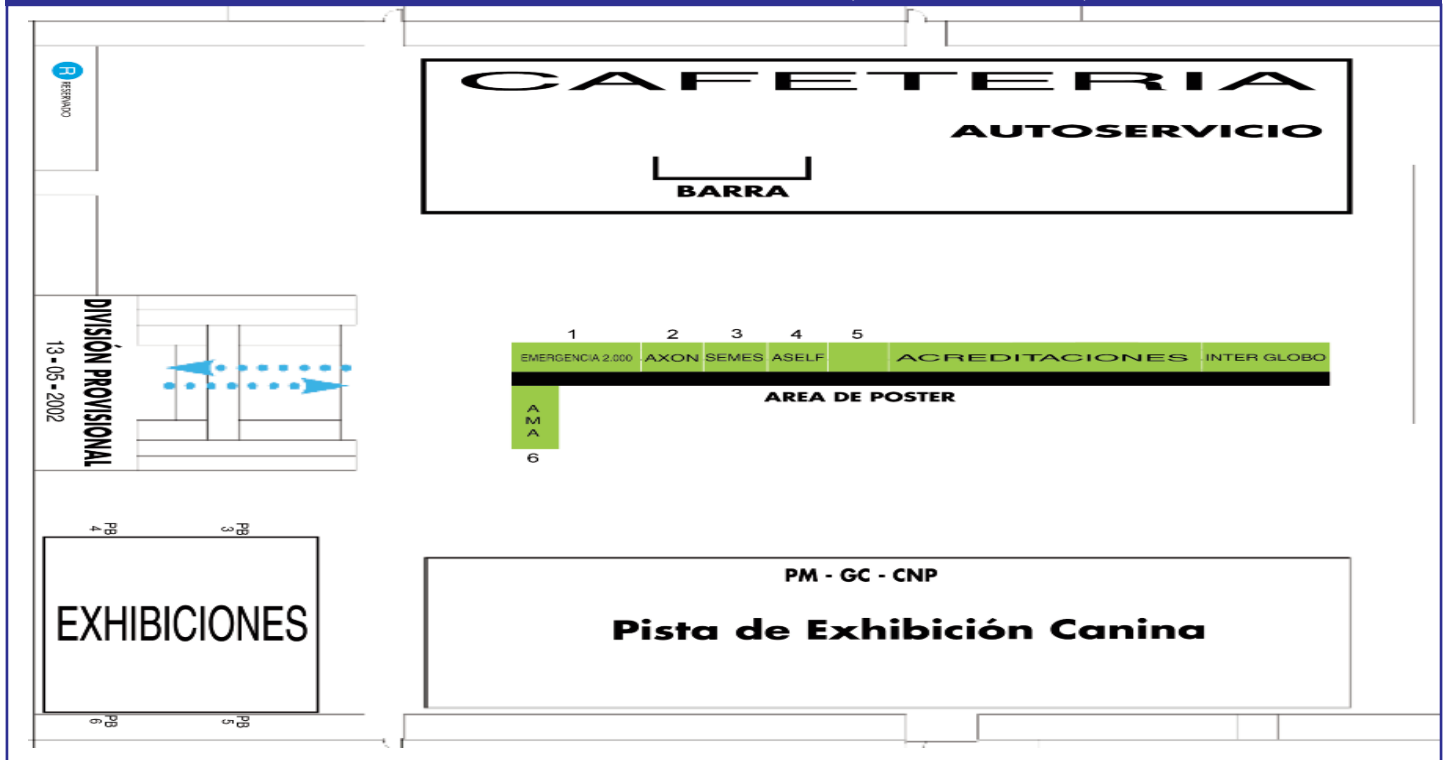 R RESERVADO
CAFETERIA
AUTOSERVICIO
BARRA
DIVISIÓN PROVISIONAL
13-05-2002
1 2 3 4 5
EMERGENCIA 2.000 AXON SEMES ASELF ACREDITACIONES INTER GLOBO
AREA DE POSTER
AMA
6
PB 4
PB 3
EXHIBICIONES
PB 6
PB 5
PM - GC - CNP
Pista de Exhibición Canina